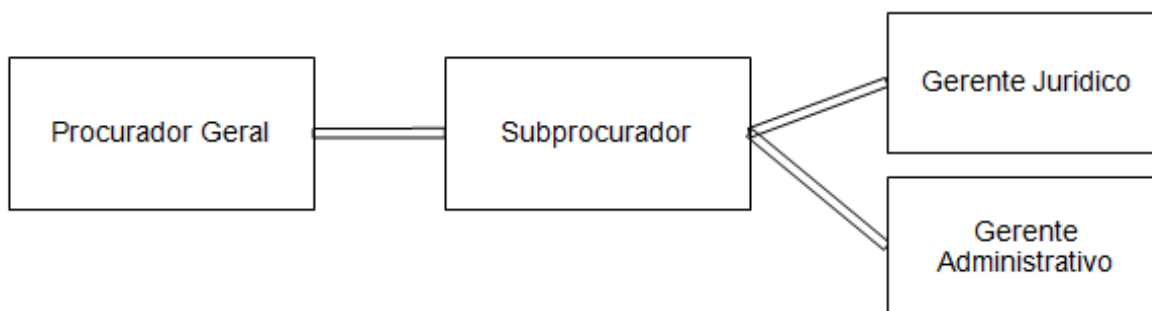 Procurador Geral
Subprocurador
Gerente Juridico
Gerente
Administrativo